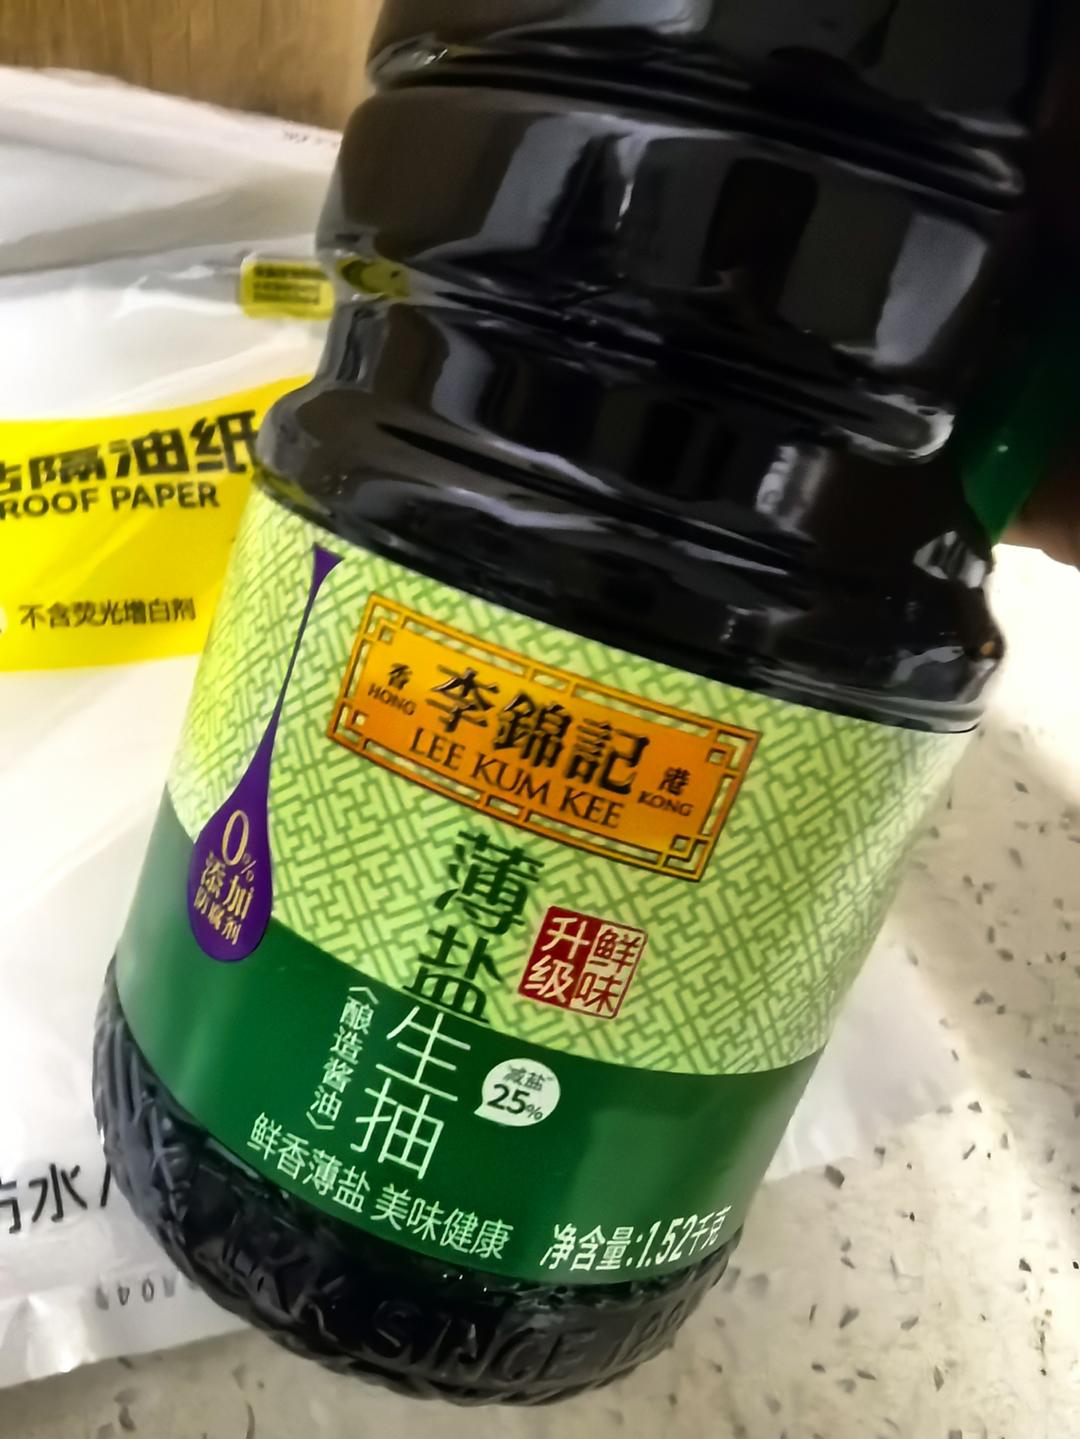 隔油纸
ROOF PAPER
不含荧光增白剂
香港
HONG KONG
李錦記
LEE KUM KEE
0%
添加
防腐剂
薄盐
生抽
鲜味
升级
(酿造酱油)
减盐
25%
鲜香薄盐 美味健康
净含量:1.52千克
防水
LKK SINCE 188